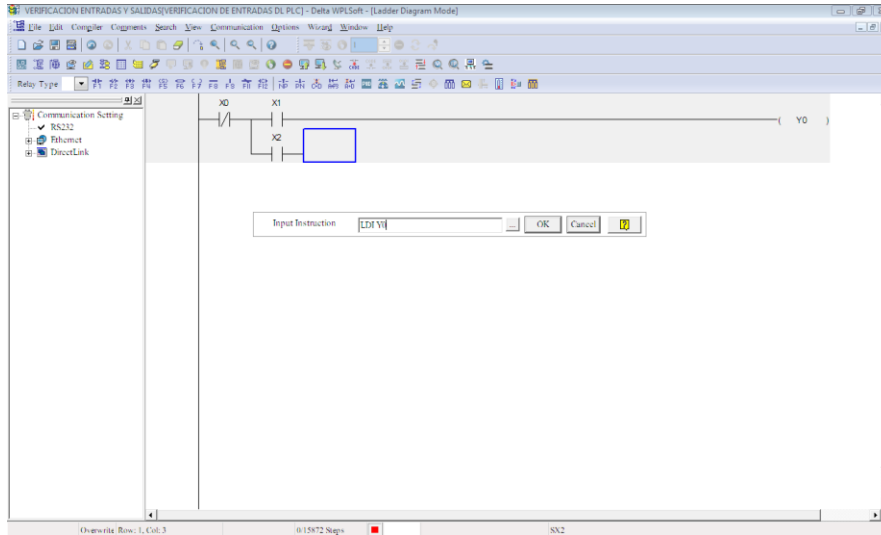 VERIFICACION ENTRADAS Y SALIDAS[VERIFICACION DE ENTRADAS DL PLC] - Delta WPLSoft - [Ladder Diagram Mode]
File Edit Compiler Comments Search View Communication Options Wizard Window Help
Relay Type
Communication Setting
RS232
Ethernet
DirectLink
X0 X1
Y0
X2
Input Instruction LDI Y0 ... OK Cancel
Overwrite Row: 1, Col: 3 0/15872 Steps SX2